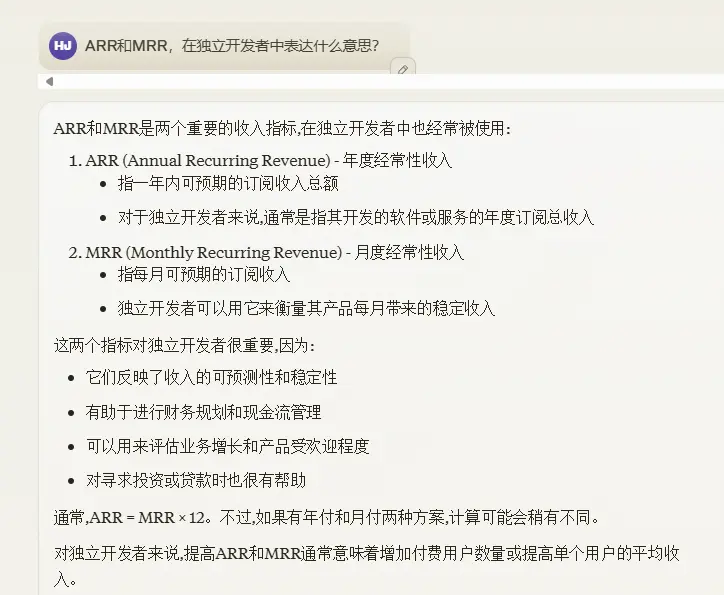 HJ ARR和MRR，在独立开发者中表达什么意思？
ARR和MRR是两个重要的收入指标,在独立开发者中也经常被使用:
1. ARR (Annual Recurring Revenue) - 年度经常性收入
• 指一年内可预期的订阅收入总额
• 对于独立开发者来说,通常是指其开发的软件或服务的年度订阅总收入
2. MRR (Monthly Recurring Revenue) - 月度经常性收入
• 指每月可预期的订阅收入
• 独立开发者可以用它来衡量其产品每月带来的稳定收入
这两个指标对独立开发者很重要,因为:
• 它们反映了收入的可预测性和稳定性
• 有助于进行财务规划和现金流管理
• 可以用来评估业务增长和产品受欢迎程度
• 对寻求投资或贷款时也很有帮助
通常,ARR = MRR × 12。不过,如果有年付和月付两种方案,计算可能会稍有不同。
对独立开发者来说,提高ARR和MRR通常意味着增加付费用户数量或提高单个用户的平均收
入。